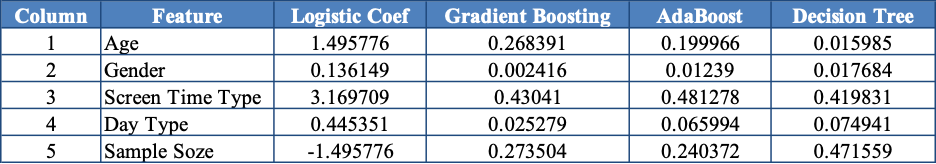 Column Feature Logistic Coef Gradient Boosting AdaBoost Decision Tree
1 Age 1.495776 0.268391 0.199966 0.015985
2 Gender 0.136149 0.002416 0.01239 0.017684
3 Screen Time Type 3.169709 0.43041 0.481278 0.419831
4 Day Type 0.445351 0.025279 0.065994 0.074941
5 Sample Soze -1.495776 0.273504 0.240372 0.471559